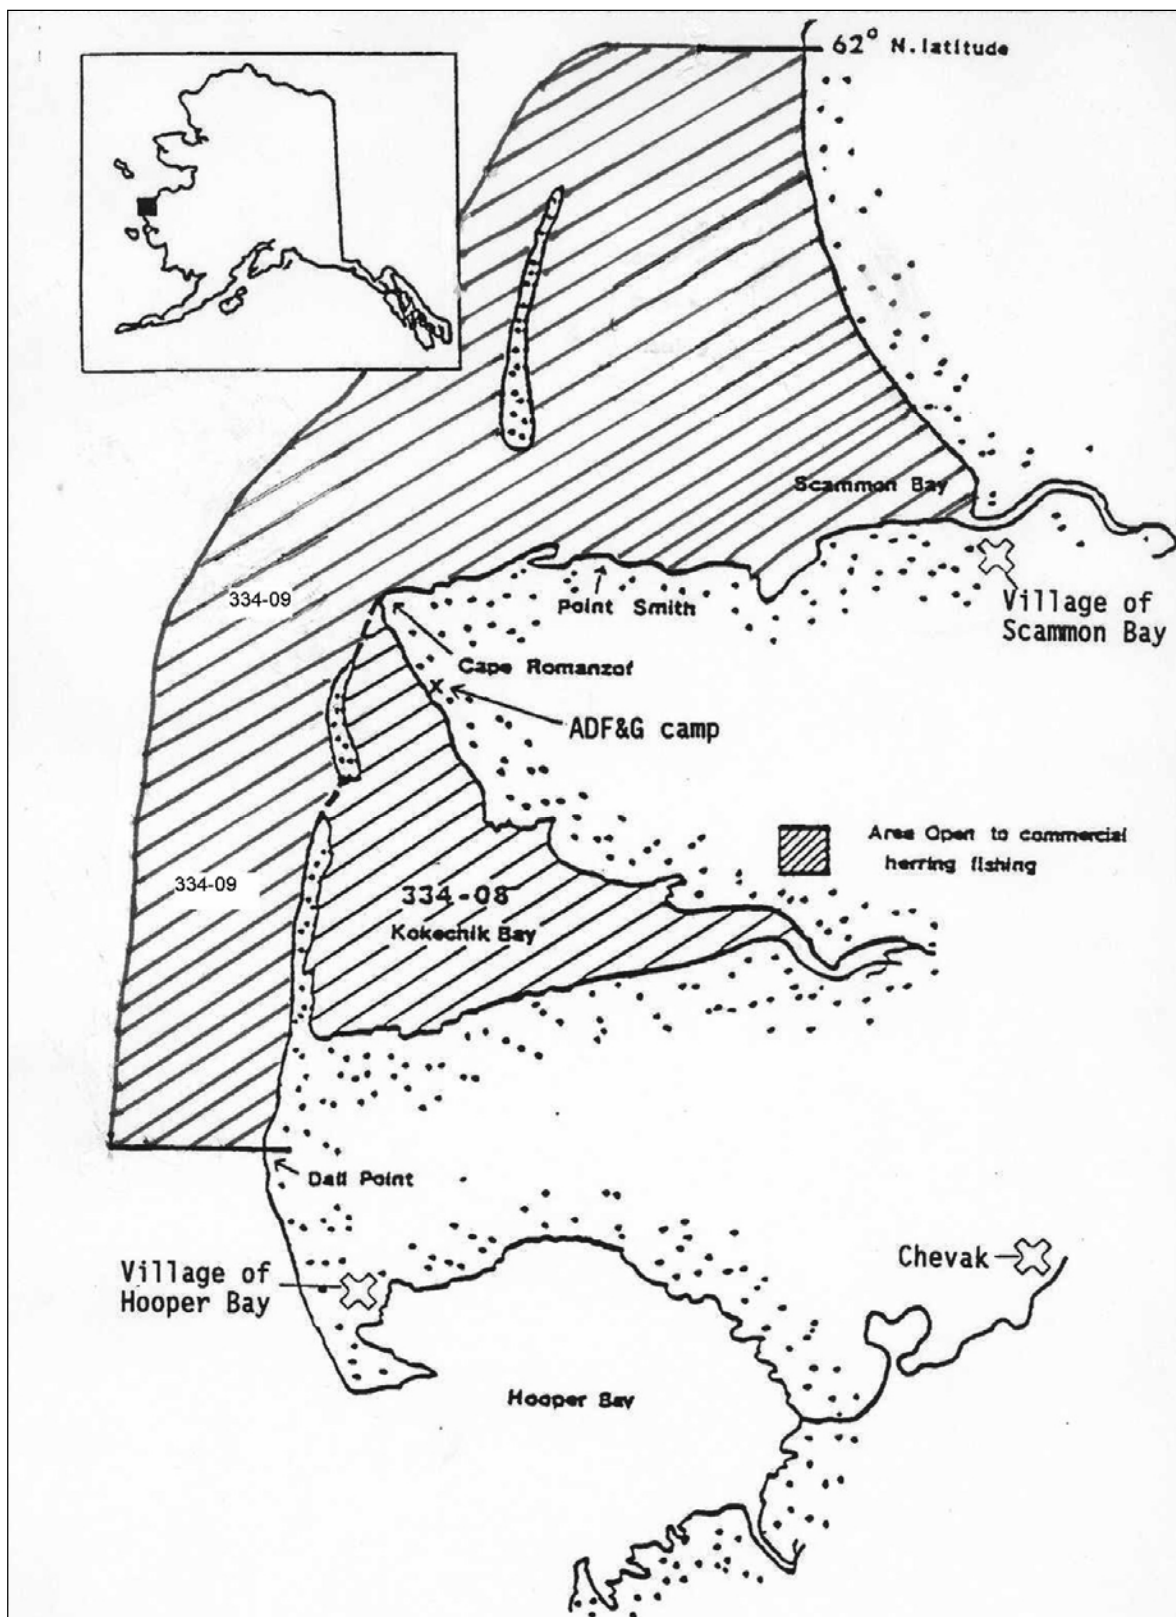 62° N. latitude
Scammon Bay
334-09
Point Smith
Village of
Scammon Bay
Cape Romanzof
ADF&G camp
Area Open to commercial
herring fishing
334-09
334-08
Kokechik Bay
Dall Point
Village of
Hooper Bay
Chevak
Hooper Bay